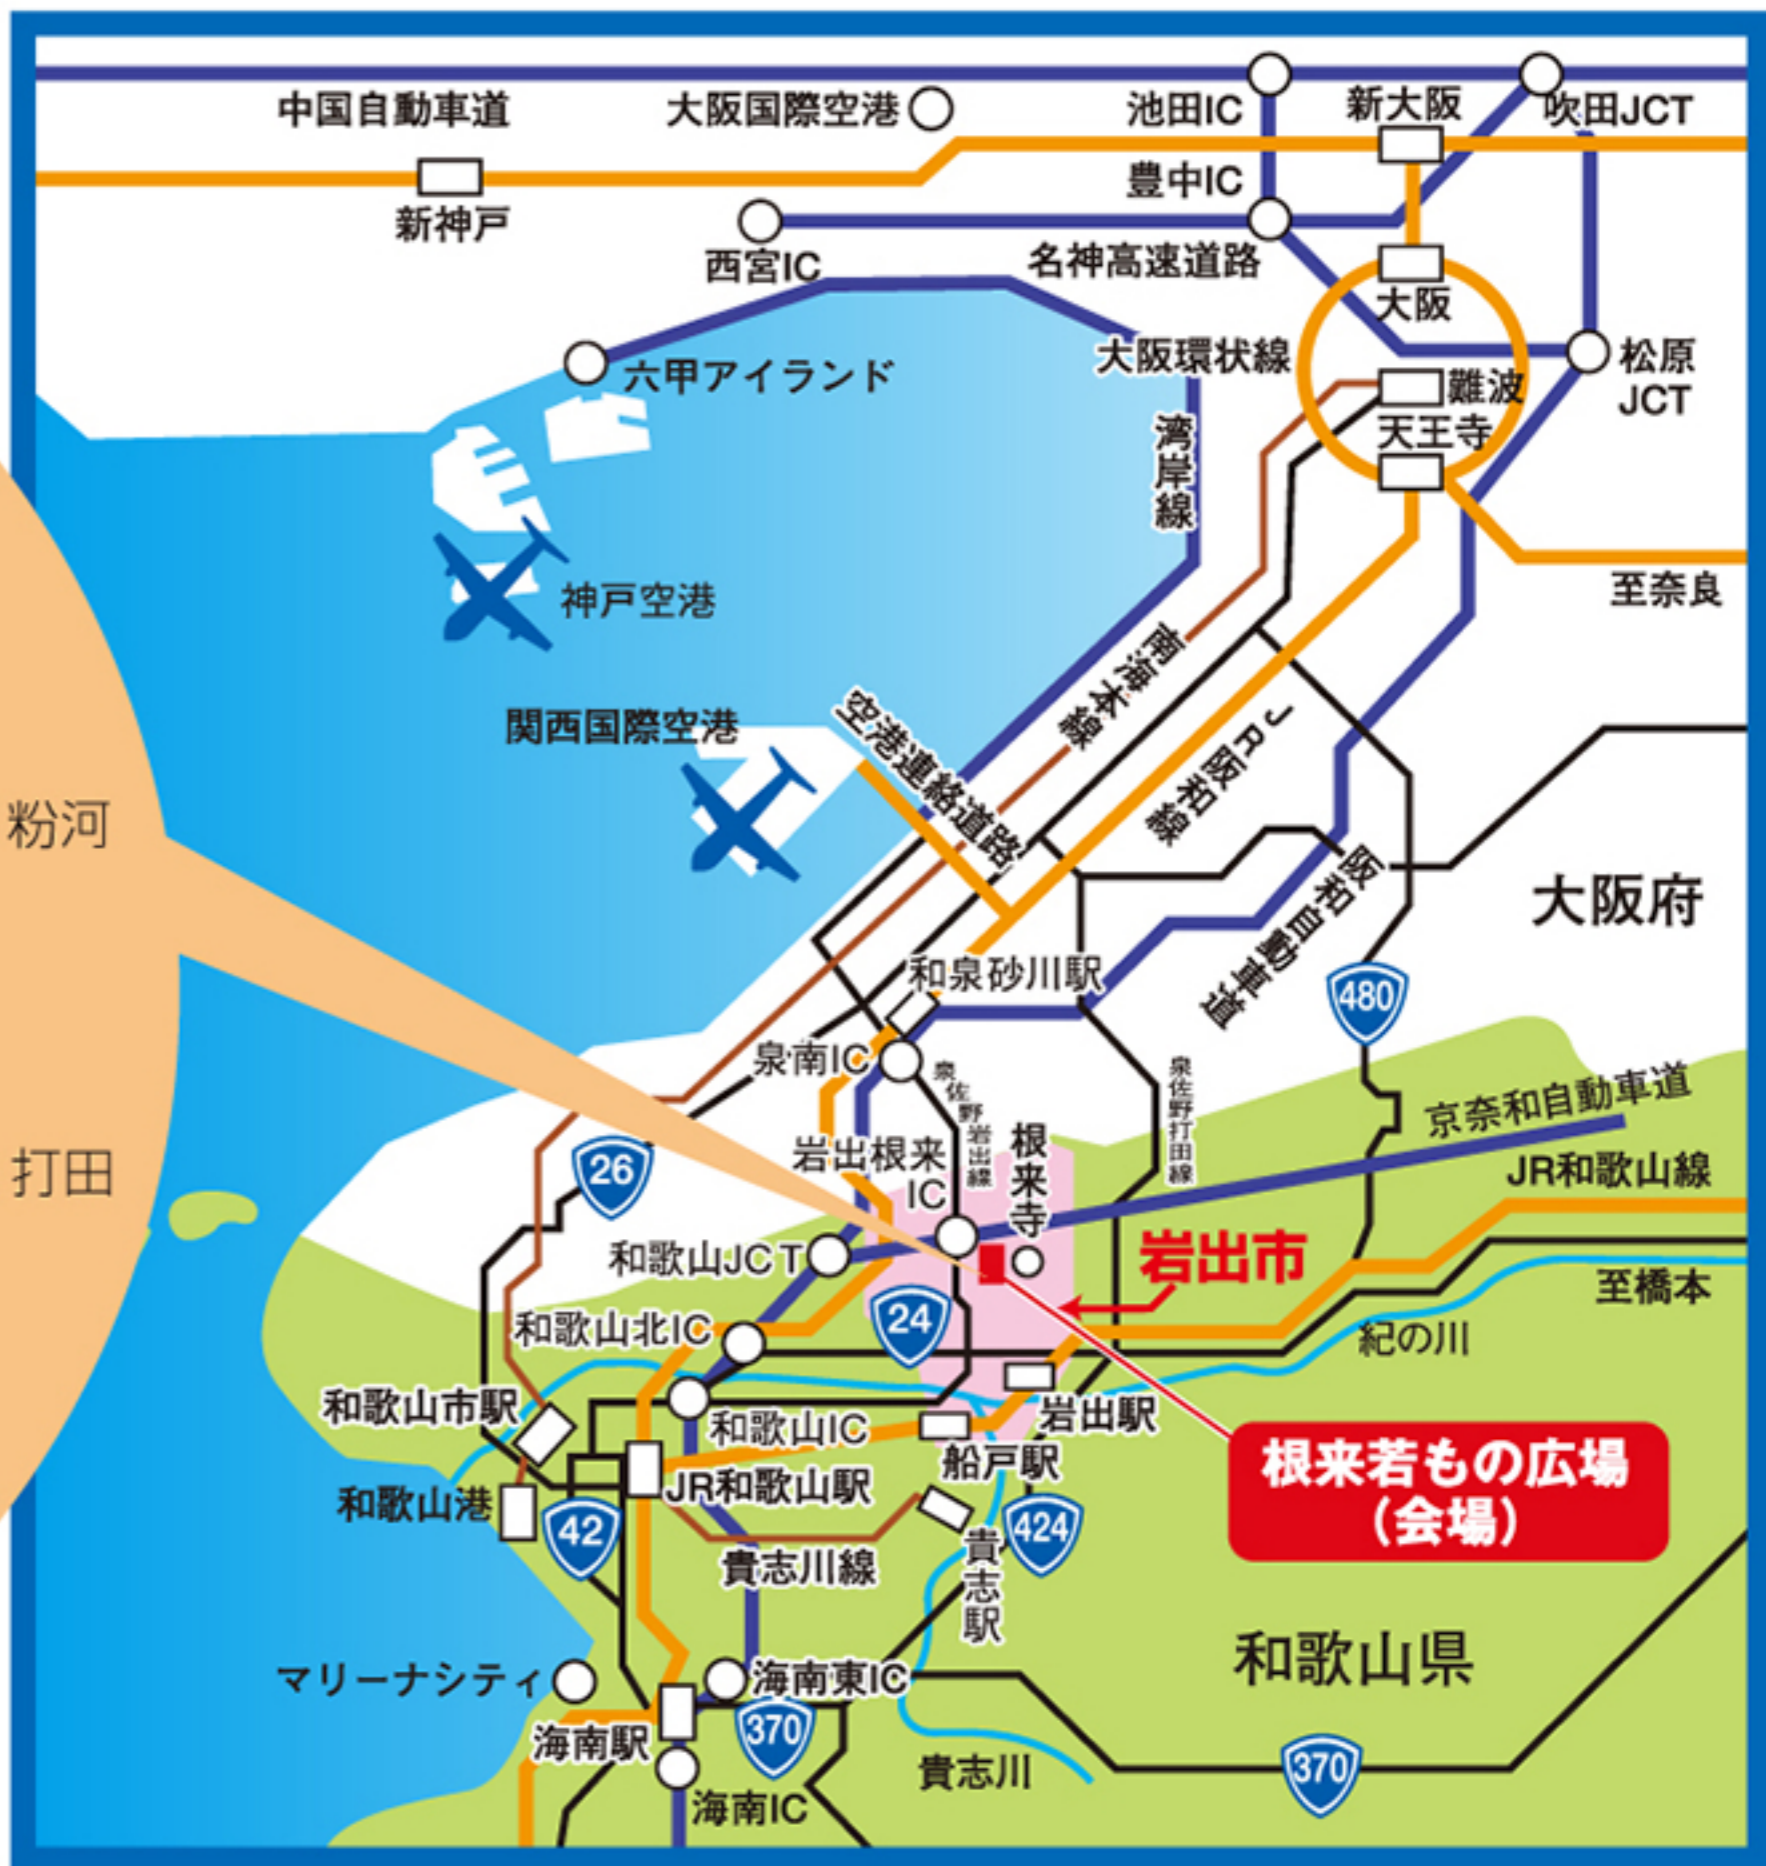 中国自動車道
大阪国際空港
池田IC
新大阪
吹田JCT
新神戸
豊中IC
西宮IC
名神高速道路
大阪
六甲アイランド
大阪環状線
松原
JCT
難波
天王寺
湾岸線
至奈良
神戸空港
南海本線
関西国際空港
空港連絡道路
JR阪和線
粉河
阪和自動車道
大阪府
和泉砂川駅
480
泉南IC
泉佐野岩出線
泉佐野打田線
京奈和自動車道
打田
26
岩出根来
IC
根来寺
JR和歌山線
和歌山JCT
岩出市
至橋本
24
和歌山北IC
紀の川
和歌山市駅
和歌山IC
岩出駅
船戸駅
根来若もの広場
(会場)
JR和歌山駅
和歌山港
42
424
貴志川線
貴志駅
和歌山県
マリーナシティ
海南東IC
370
海南駅
貴志川
370
海南IC